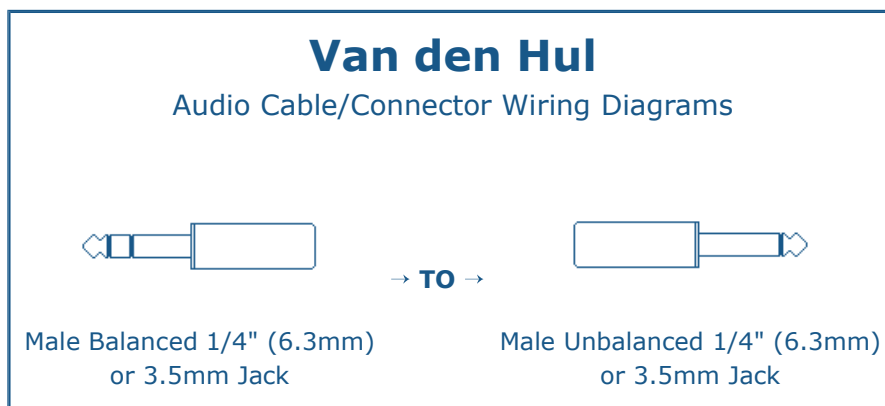 Van den Hul
Audio Cable/Connector Wiring Diagrams
→ TO →
Male Balanced 1/4" (6.3mm)
or 3.5mm Jack
Male Unbalanced 1/4" (6.3mm)
or 3.5mm Jack